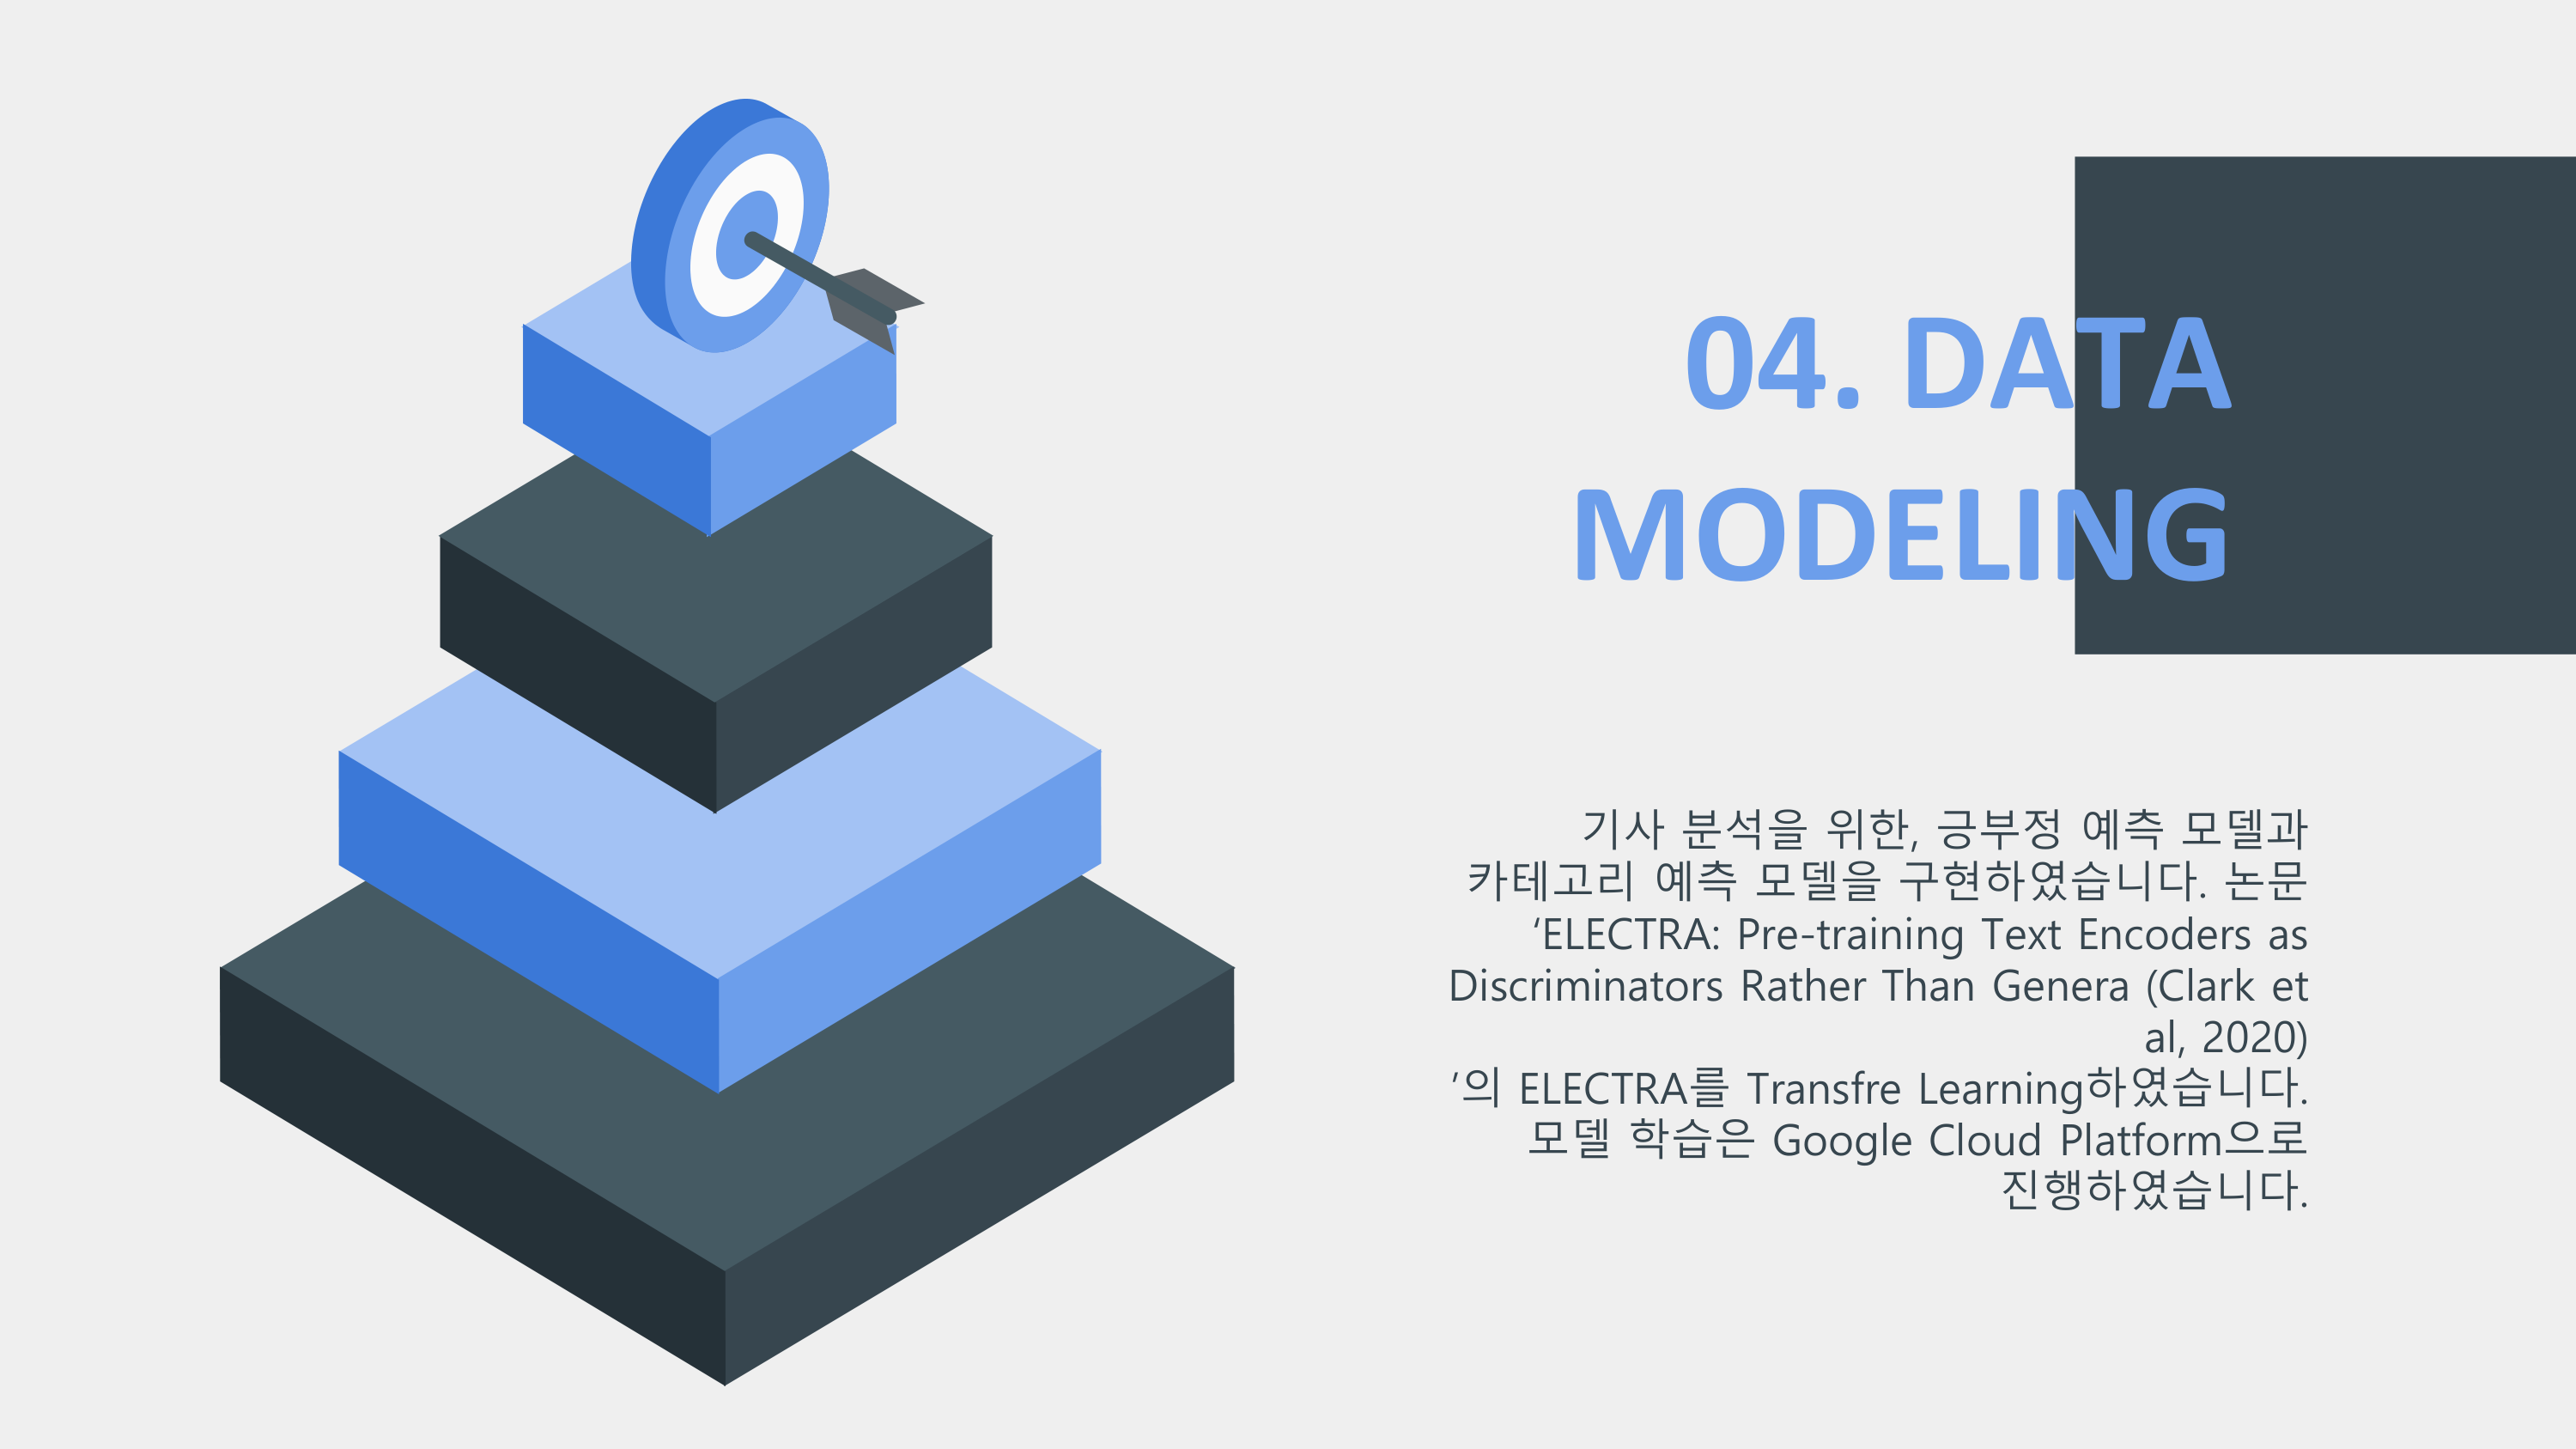 04. DATA
MODELING
기사 분석을 위한, 긍부정 예측 모델과
카테고리 예측 모델을 구현하였습니다. 논문
‘ELECTRA: Pre-training Text Encoders as
Discriminators Rather Than Genera (Clark et
al, 2020)
’의 ELECTRA를 Transfre Learning하였습니다.
모델 학습은 Google Cloud Platform으로
진행하였습니다.